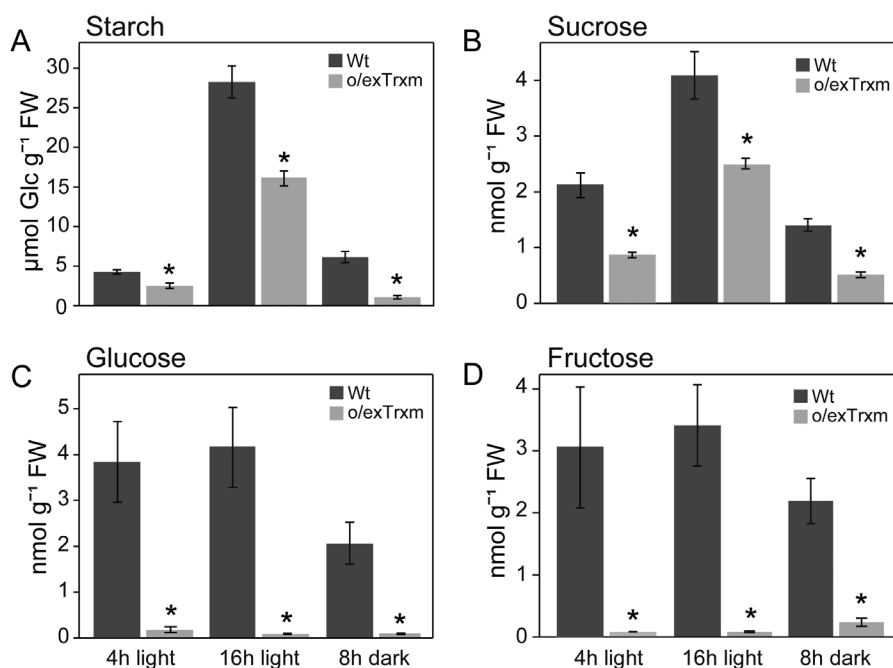 A Starch
µmol Glc g⁻¹ FW
30
25
20
15
10
5
0
Wt
o/exTrxm
*
*
*
B Sucrose
nmol g⁻¹ FW
4
3
2
1
0
Wt
o/exTrxm
*
*
*
C Glucose
nmol g⁻¹ FW
5
4
3
2
1
0
Wt
o/exTrxm
*
*
*
4h light 16h light 8h dark
D Fructose
nmol g⁻¹ FW
4
3
2
1
0
Wt
o/exTrxm
*
*
*
4h light 16h light 8h dark